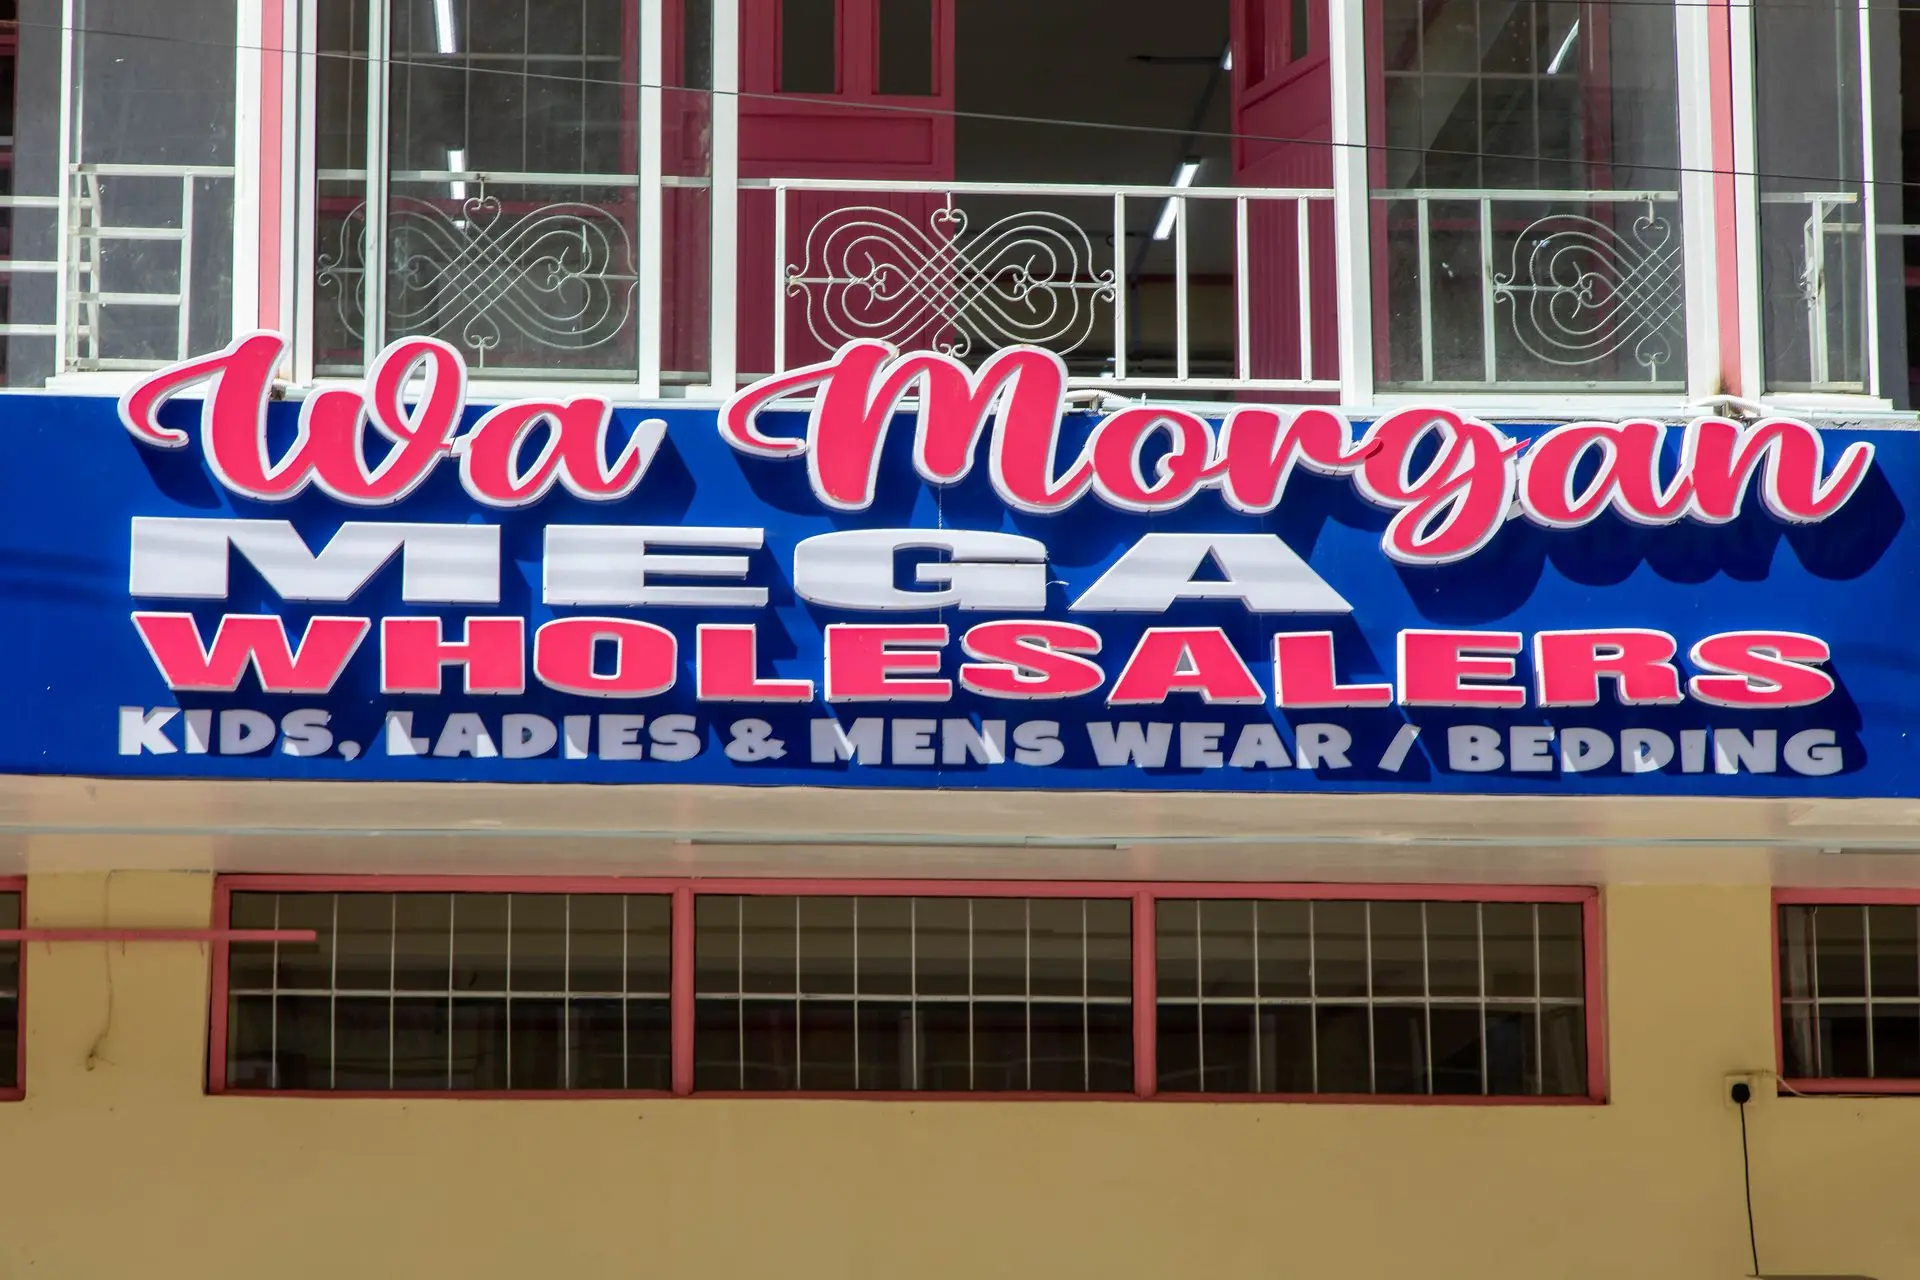 Wa Morgan
MEGA
WHOLESALERS
KIDS, LADIES & MENS WEAR / BEDDING